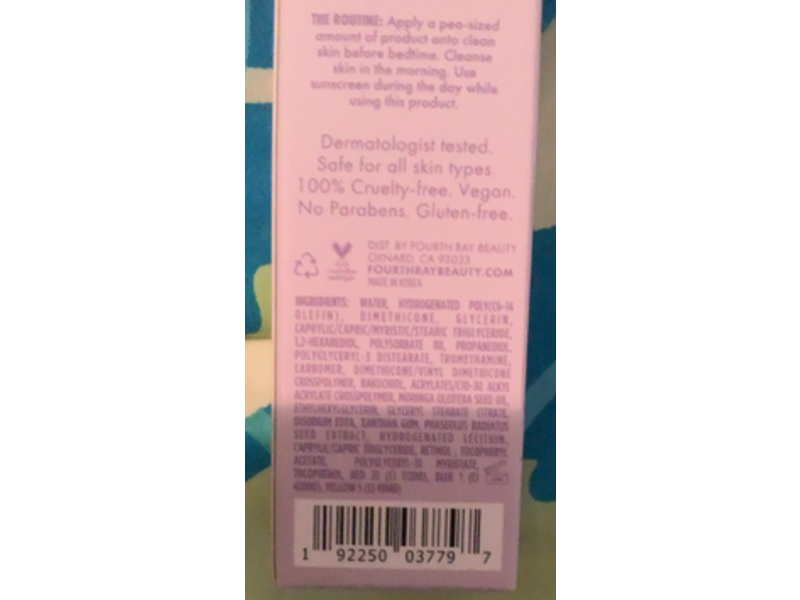 THE ROUTINE: Apply a pea-sized
amount of product onto clean
skin before bedtime. Cleanse
skin in the morning. Use
sunscreen during the day while
using this product.
Dermatologist tested.
Safe for all skin types.
100% Cruelty-free. Vegan.
No Parabens. Gluten-free.
DIST. BY FOURTH RAY BEAUTY
OXNARD, CA 93033
FOURTHRAYBEAUTY.COM
MADE IN KOREA
INGREDIENTS: WATER, HYDROGENATED POLY(C6-14
OLEFIN), DIMETHICONE, GLYCERIN,
CAPRYLIC/CAPRIC/MYRISTIC/STEARIC TRIGLYCERIDE,
1,2-HEXANEDIOL, POLYSORBATE 80, PROPANEDIOL,
POLYGLYCERYL-3 DISTEARATE, TROMETHAMINE,
CARBOMER, DIMETHICONE/VINYL DIMETHICONE
CROSSPOLYMER, BAKUCHIOL, ACRYLATES/C10-30 ALKYL
ACRYLATE CROSSPOLYMER, MORINGA OLEIFERA SEED OIL,
ETHYLHEXYLGLYCERIN, GLYCERYL STEARATE CITRATE,
DISODIUM EDTA, XANTHAN GUM, PHASEOLUS RADIATUS
SEED EXTRACT, HYDROGENATED LECITHIN,
CAPRYLIC/CAPRIC TRIGLYCERIDE, RETINOL, TOCOPHERYL
ACETATE, POLYGLYCERYL-10 MYRISTATE,
TOCOPHEROL, RED 33 (CI 17200), BLUE 1 (CI
42090), YELLOW 5 (CI 19140)
1 92250 03779 7